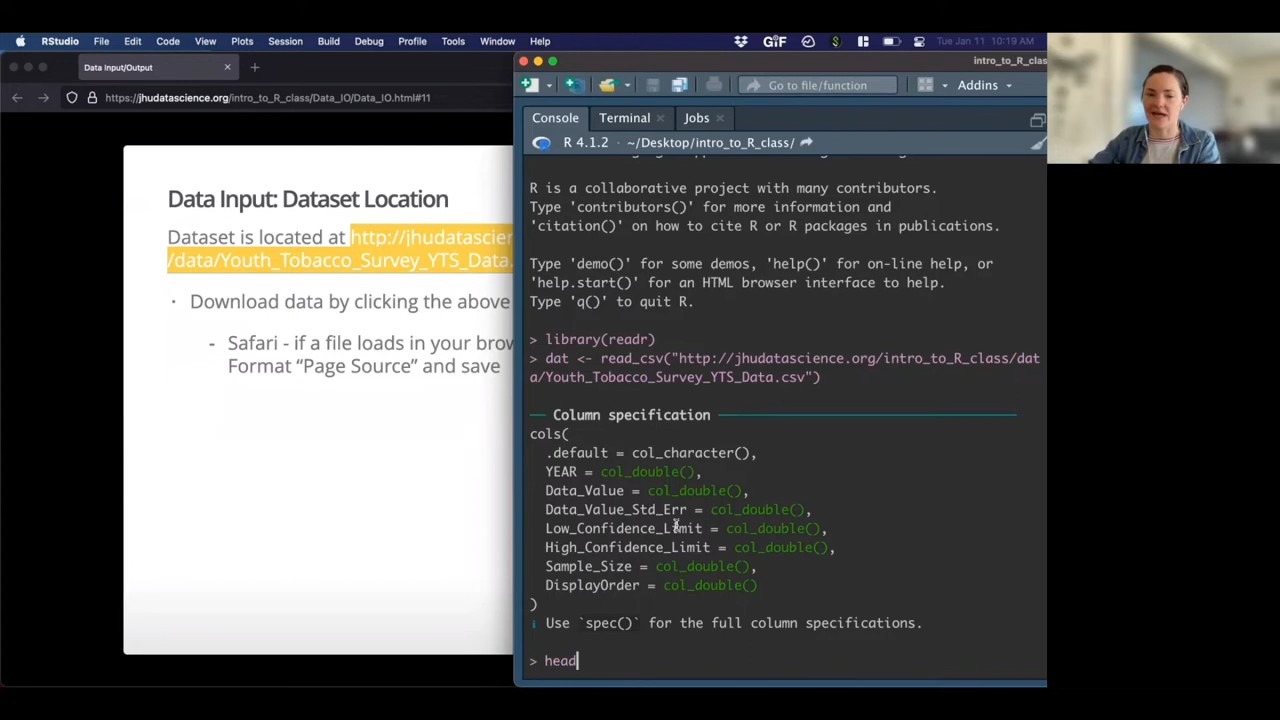 RStudio File Edit Code View Plots Session Build Debug Profile Tools Window Help GIF $ Tue Jan 11 10:19 AM
Data Input/Output
https://jhudatascience.org/intro_to_R_class/Data_IO/Data_IO.html#11
Data Input: Dataset Location
Dataset is located at http://jhudatascien
/data/Youth_Tobacco_Survey_YTS_Data.
· Download data by clicking the above
- Safari - if a file loads in your brow
Format “Page Source” and save
intro_to_R_clas
Go to file/function Addins
Console Terminal Jobs
R 4.1.2 · ~/Desktop/intro_to_R_class/
R is a collaborative project with many contributors.
Type 'contributors()' for more information and
'citation()' on how to cite R or R packages in publications.
Type 'demo()' for some demos, 'help()' for on-line help, or
'help.start()' for an HTML browser interface to help.
Type 'q()' to quit R.
> library(readr)
> dat <- read_csv("http://jhudatascience.org/intro_to_R_class/dat
a/Youth_Tobacco_Survey_YTS_Data.csv")
── Column specification ──
cols(
.default = col_character(),
YEAR = col_double(),
Data_Value = col_double(),
Data_Value_Std_Err = col_double(),
Low_Confidence_Limit = col_double(),
High_Confidence_Limit = col_double(),
Sample_Size = col_double(),
DisplayOrder = col_double()
)
i Use `spec()` for the full column specifications.
> head